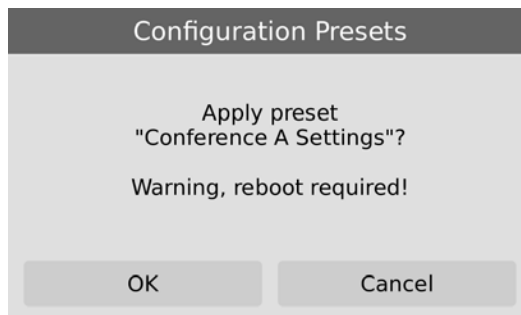 Configuration Presets
Apply preset
"Conference A Settings"?
Warning, reboot required!
OK
Cancel